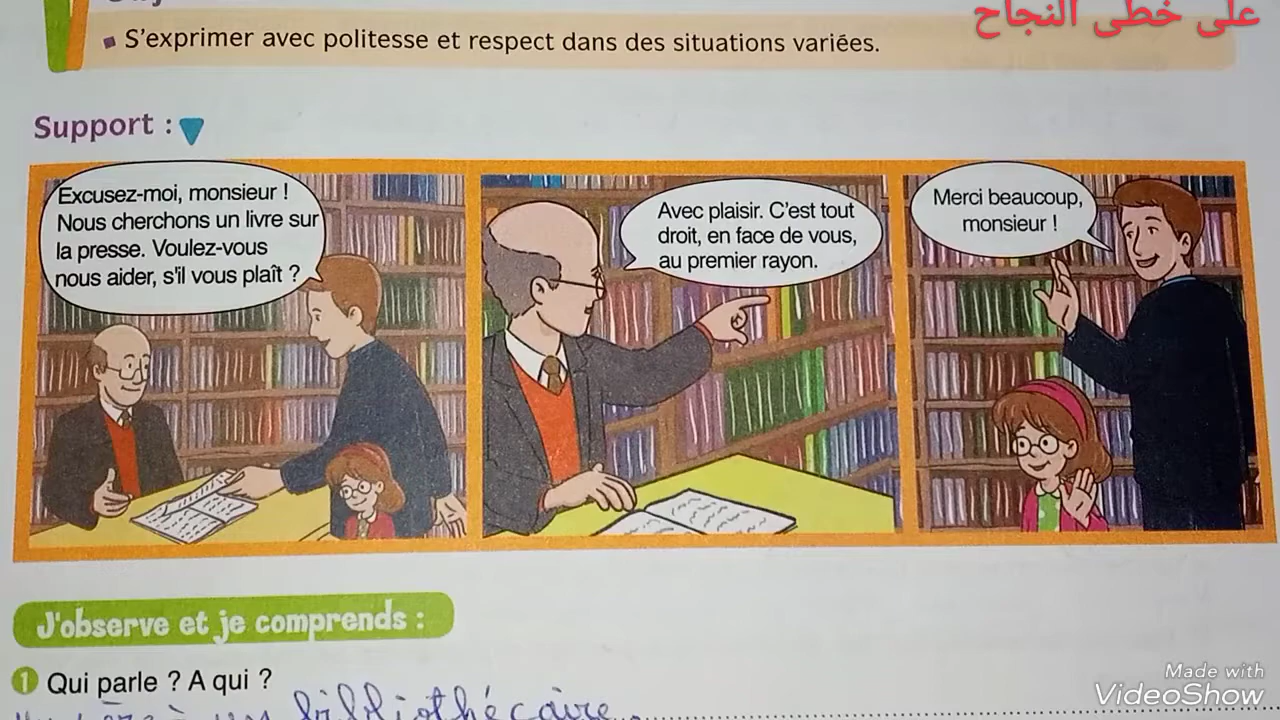 على خطى النجاح
▪ S'exprimer avec politesse et respect dans des situations variées.
Support :
Excusez-moi, monsieur !
Nous cherchons un livre sur
la presse. Voulez-vous
nous aider, s'il vous plaît ?
Avec plaisir. C'est tout
droit, en face de vous,
au premier rayon.
Merci beaucoup,
monsieur !
J'observe et je comprends :
1 Qui parle ? A qui ?
père à un bibliothécaire.
Made with
VideoShow